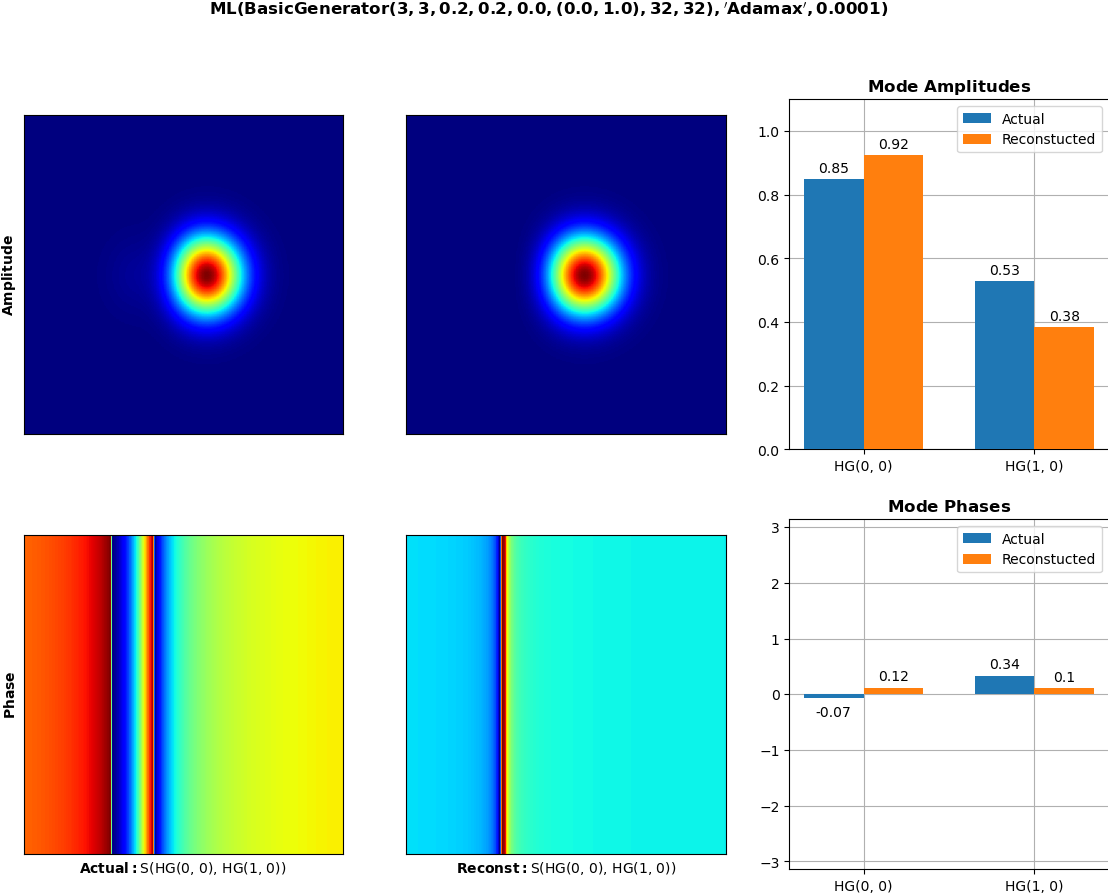 ML(BasicGenerator(3, 3, 0.2, 0.2, 0.0, (0.0, 1.0), 32, 32), 'Adamax', 0.0001)
Amplitude
Mode Amplitudes
Actual
Reconstucted
1.0
0.8
0.6
0.4
0.2
0.0
0.85
0.92
0.53
0.38
HG(0, 0)
HG(1, 0)
Phase
Actual: S(HG(0, 0), HG(1, 0))
Reconst: S(HG(0, 0), HG(1, 0))
Mode Phases
Actual
Reconstucted
3
2
1
0
−1
−2
−3
-0.07
0.12
0.34
0.1
HG(0, 0)
HG(1, 0)